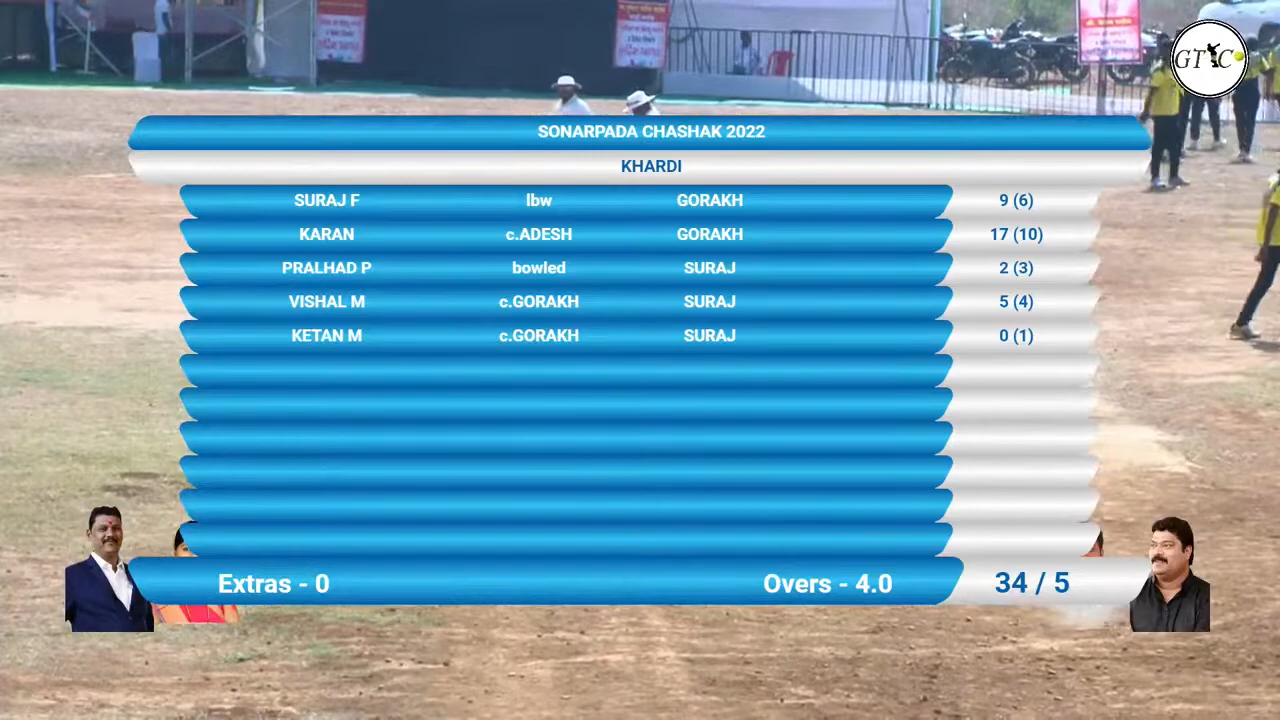 GTC
SONARPADA CHASHAK 2022
KHARDI
SURAJ F lbw GORAKH 9 (6)
KARAN c.ADESH GORAKH 17 (10)
PRALHAD P bowled SURAJ 2 (3)
VISHAL M c.GORAKH SURAJ 5 (4)
KETAN M c.GORAKH SURAJ 0 (1)
Extras - 0 Overs - 4.0 34 / 5